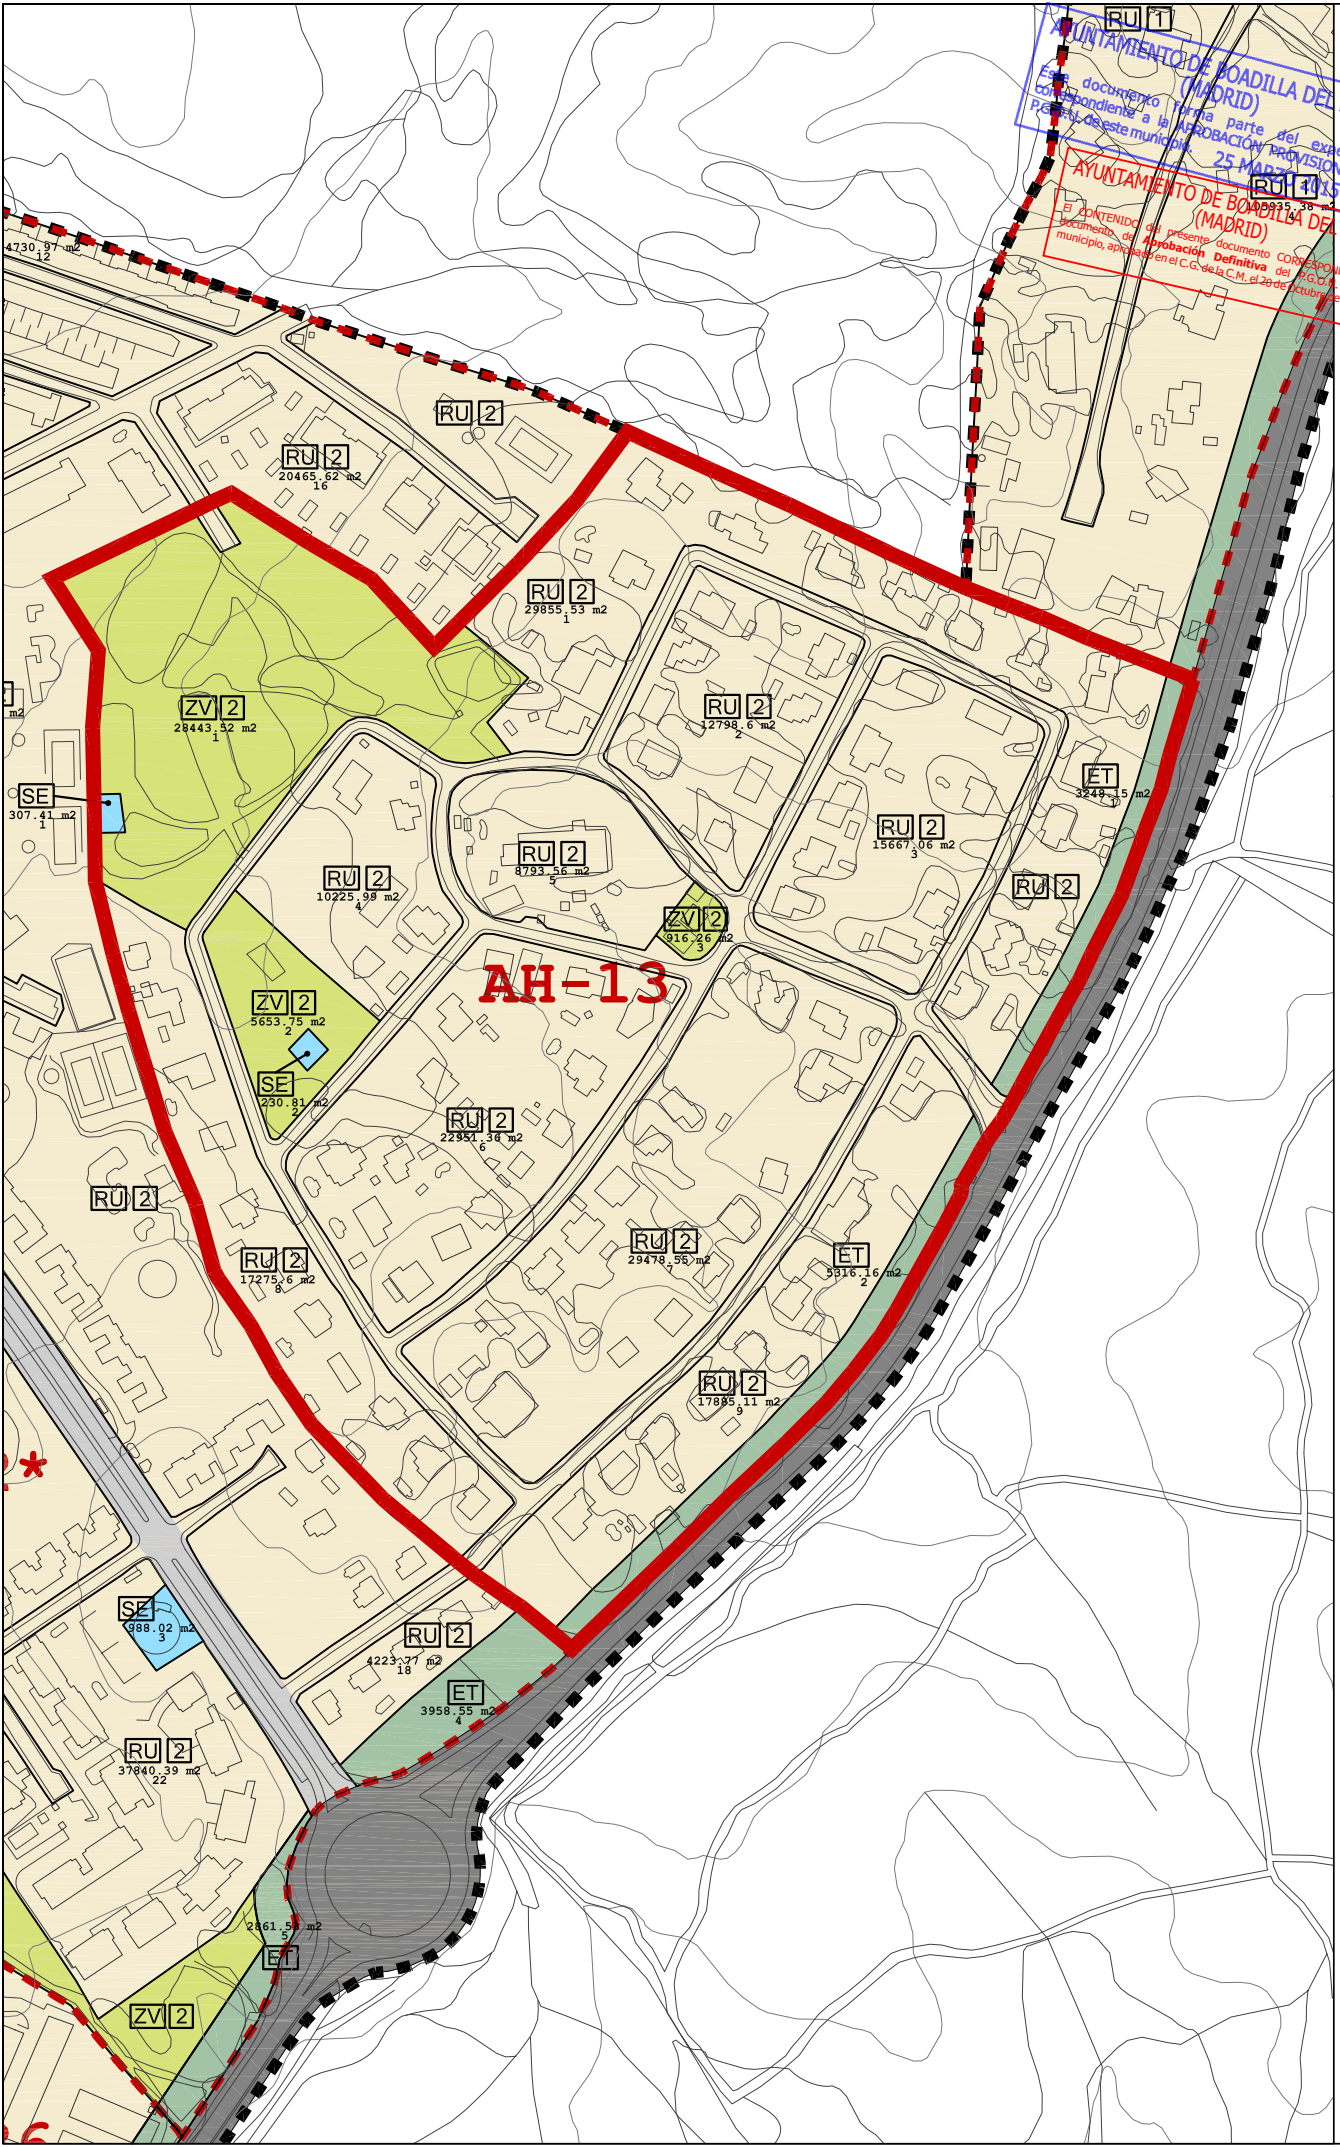 RU 1
AYUNTAMIENTO DE BOADILLA DEL
(MADRID)
Este documento forma parte del
correspondiente a la APROBACIÓN PROVISION
P.G.O.U. de este municipio.
25 MARZO 2015
RU 1
105935.38 m2
4
AYUNTAMIENTO DE BOADILLA DEL
(MADRID)
El CONTENIDO del presente documento
documento de Aprobación Definitiva del P.G.O.U.
municipio, aprobado en el C.G. de la C.M. el 20 de Octubre de
4730.97 m2
12
RU 2
RU 2
20465.62 m2
16
RU 2
29855.53 m2
1
ZV 2
28443.52 m2
1
RU 2
12798.6 m2
2
m2
SE
307.41 m2
1
ET
3248.15 m2
1
RU 2
15667.06 m2
3
RU 2
8793.56 m2
5
RU 2
10225.99 m2
4
RU 2
ZV 2
916.26 m2
3
AH-13
ZV 2
5653.75 m2
2
SE
230.81 m2
2
RU 2
22951.36 m2
6
RU 2
RU 2
29478.55 m2
7
RU 2
17275.6 m2
8
ET
5316.16 m2
2
RU 2
17885.11 m2
9
*
SE
988.02 m2
3
RU 2
4223.77 m2
18
ET
3958.55 m2
4
RU 2
37840.39 m2
22
5
ET
ZV 2
6